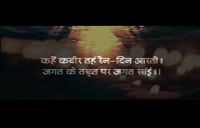 कहैं कबीर तहं रैन-दिन आरती।
जगत के तख़्त पर जगत साईं।।